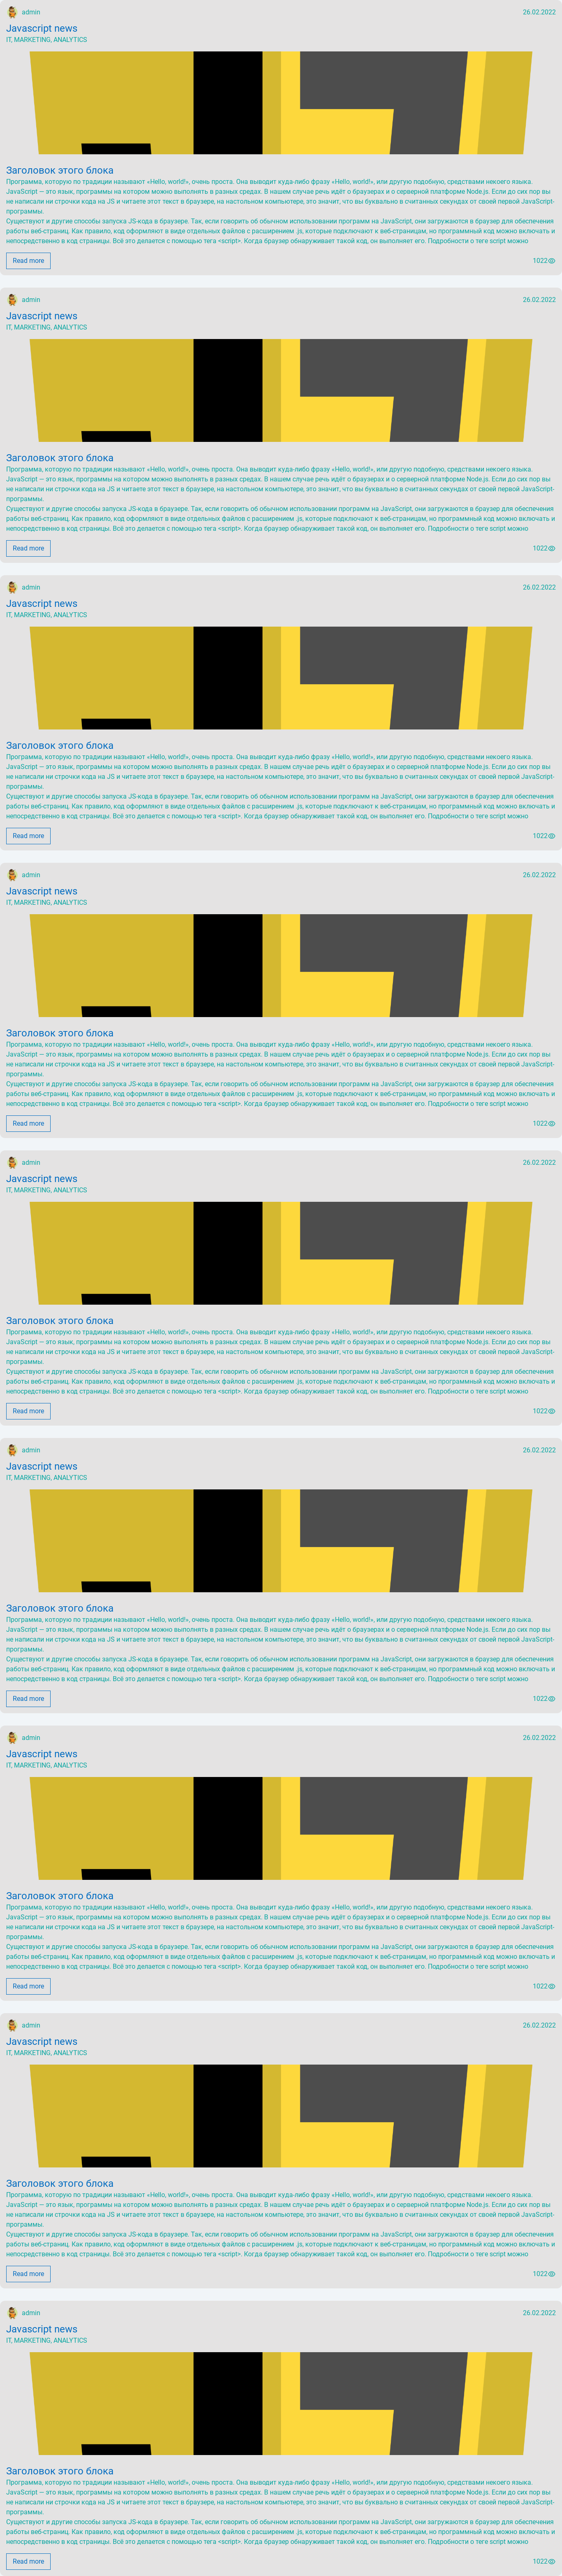 admin 26.02.2022
Javascript news
IT, MARKETING, ANALYTICS
Заголовок этого блока
Программа, которую по традиции называют «Hello, world!», очень проста. Она выводит куда-либо фразу «Hello, world!», или другую подобную, средствами некоего языка.
JavaScript — это язык, программы на котором можно выполнять в разных средах. В нашем случае речь идёт о браузерах и о серверной платформе Node.js. Если до сих пор вы
не написали ни строчки кода на JS и читаете этот текст в браузере, на настольном компьютере, это значит, что вы буквально в считанных секундах от своей первой JavaScript-
программы.
Существуют и другие способы запуска JS-кода в браузере. Так, если говорить об обычном использовании программ на JavaScript, они загружаются в браузер для обеспечения
работы веб-страниц. Как правило, код оформляют в виде отдельных файлов с расширением .js, которые подключают к веб-страницам, но программный код можно включать и
непосредственно в код страницы. Всё это делается с помощью тега <script>. Когда браузер обнаруживает такой код, он выполняет его. Подробности о теге script можно
Read more 1022
admin 26.02.2022
Javascript news
IT, MARKETING, ANALYTICS
Заголовок этого блока
Программа, которую по традиции называют «Hello, world!», очень проста. Она выводит куда-либо фразу «Hello, world!», или другую подобную, средствами некоего языка.
JavaScript — это язык, программы на котором можно выполнять в разных средах. В нашем случае речь идёт о браузерах и о серверной платформе Node.js. Если до сих пор вы
не написали ни строчки кода на JS и читаете этот текст в браузере, на настольном компьютере, это значит, что вы буквально в считанных секундах от своей первой JavaScript-
программы.
Существуют и другие способы запуска JS-кода в браузере. Так, если говорить об обычном использовании программ на JavaScript, они загружаются в браузер для обеспечения
работы веб-страниц. Как правило, код оформляют в виде отдельных файлов с расширением .js, которые подключают к веб-страницам, но программный код можно включать и
непосредственно в код страницы. Всё это делается с помощью тега <script>. Когда браузер обнаруживает такой код, он выполняет его. Подробности о теге script можно
Read more 1022
admin 26.02.2022
Javascript news
IT, MARKETING, ANALYTICS
Заголовок этого блока
Программа, которую по традиции называют «Hello, world!», очень проста. Она выводит куда-либо фразу «Hello, world!», или другую подобную, средствами некоего языка.
JavaScript — это язык, программы на котором можно выполнять в разных средах. В нашем случае речь идёт о браузерах и о серверной платформе Node.js. Если до сих пор вы
не написали ни строчки кода на JS и читаете этот текст в браузере, на настольном компьютере, это значит, что вы буквально в считанных секундах от своей первой JavaScript-
программы.
Существуют и другие способы запуска JS-кода в браузере. Так, если говорить об обычном использовании программ на JavaScript, они загружаются в браузер для обеспечения
работы веб-страниц. Как правило, код оформляют в виде отдельных файлов с расширением .js, которые подключают к веб-страницам, но программный код можно включать и
непосредственно в код страницы. Всё это делается с помощью тега <script>. Когда браузер обнаруживает такой код, он выполняет его. Подробности о теге script можно
Read more 1022
admin 26.02.2022
Javascript news
IT, MARKETING, ANALYTICS
Заголовок этого блока
Программа, которую по традиции называют «Hello, world!», очень проста. Она выводит куда-либо фразу «Hello, world!», или другую подобную, средствами некоего языка.
JavaScript — это язык, программы на котором можно выполнять в разных средах. В нашем случае речь идёт о браузерах и о серверной платформе Node.js. Если до сих пор вы
не написали ни строчки кода на JS и читаете этот текст в браузере, на настольном компьютере, это значит, что вы буквально в считанных секундах от своей первой JavaScript-
программы.
Существуют и другие способы запуска JS-кода в браузере. Так, если говорить об обычном использовании программ на JavaScript, они загружаются в браузер для обеспечения
работы веб-страниц. Как правило, код оформляют в виде отдельных файлов с расширением .js, которые подключают к веб-страницам, но программный код можно включать и
непосредственно в код страницы. Всё это делается с помощью тега <script>. Когда браузер обнаруживает такой код, он выполняет его. Подробности о теге script можно
Read more 1022
admin 26.02.2022
Javascript news
IT, MARKETING, ANALYTICS
Заголовок этого блока
Программа, которую по традиции называют «Hello, world!», очень проста. Она выводит куда-либо фразу «Hello, world!», или другую подобную, средствами некоего языка.
JavaScript — это язык, программы на котором можно выполнять в разных средах. В нашем случае речь идёт о браузерах и о серверной платформе Node.js. Если до сих пор вы
не написали ни строчки кода на JS и читаете этот текст в браузере, на настольном компьютере, это значит, что вы буквально в считанных секундах от своей первой JavaScript-
программы.
Существуют и другие способы запуска JS-кода в браузере. Так, если говорить об обычном использовании программ на JavaScript, они загружаются в браузер для обеспечения
работы веб-страниц. Как правило, код оформляют в виде отдельных файлов с расширением .js, которые подключают к веб-страницам, но программный код можно включать и
непосредственно в код страницы. Всё это делается с помощью тега <script>. Когда браузер обнаруживает такой код, он выполняет его. Подробности о теге script можно
Read more 1022
admin 26.02.2022
Javascript news
IT, MARKETING, ANALYTICS
Заголовок этого блока
Программа, которую по традиции называют «Hello, world!», очень проста. Она выводит куда-либо фразу «Hello, world!», или другую подобную, средствами некоего языка.
JavaScript — это язык, программы на котором можно выполнять в разных средах. В нашем случае речь идёт о браузерах и о серверной платформе Node.js. Если до сих пор вы
не написали ни строчки кода на JS и читаете этот текст в браузере, на настольном компьютере, это значит, что вы буквально в считанных секундах от своей первой JavaScript-
программы.
Существуют и другие способы запуска JS-кода в браузере. Так, если говорить об обычном использовании программ на JavaScript, они загружаются в браузер для обеспечения
работы веб-страниц. Как правило, код оформляют в виде отдельных файлов с расширением .js, которые подключают к веб-страницам, но программный код можно включать и
непосредственно в код страницы. Всё это делается с помощью тега <script>. Когда браузер обнаруживает такой код, он выполняет его. Подробности о теге script можно
Read more 1022
admin 26.02.2022
Javascript news
IT, MARKETING, ANALYTICS
Заголовок этого блока
Программа, которую по традиции называют «Hello, world!», очень проста. Она выводит куда-либо фразу «Hello, world!», или другую подобную, средствами некоего языка.
JavaScript — это язык, программы на котором можно выполнять в разных средах. В нашем случае речь идёт о браузерах и о серверной платформе Node.js. Если до сих пор вы
не написали ни строчки кода на JS и читаете этот текст в браузере, на настольном компьютере, это значит, что вы буквально в считанных секундах от своей первой JavaScript-
программы.
Существуют и другие способы запуска JS-кода в браузере. Так, если говорить об обычном использовании программ на JavaScript, они загружаются в браузер для обеспечения
работы веб-страниц. Как правило, код оформляют в виде отдельных файлов с расширением .js, которые подключают к веб-страницам, но программный код можно включать и
непосредственно в код страницы. Всё это делается с помощью тега <script>. Когда браузер обнаруживает такой код, он выполняет его. Подробности о теге script можно
Read more 1022
admin 26.02.2022
Javascript news
IT, MARKETING, ANALYTICS
Заголовок этого блока
Программа, которую по традиции называют «Hello, world!», очень проста. Она выводит куда-либо фразу «Hello, world!», или другую подобную, средствами некоего языка.
JavaScript — это язык, программы на котором можно выполнять в разных средах. В нашем случае речь идёт о браузерах и о серверной платформе Node.js. Если до сих пор вы
не написали ни строчки кода на JS и читаете этот текст в браузере, на настольном компьютере, это значит, что вы буквально в считанных секундах от своей первой JavaScript-
программы.
Существуют и другие способы запуска JS-кода в браузере. Так, если говорить об обычном использовании программ на JavaScript, они загружаются в браузер для обеспечения
работы веб-страниц. Как правило, код оформляют в виде отдельных файлов с расширением .js, которые подключают к веб-страницам, но программный код можно включать и
непосредственно в код страницы. Всё это делается с помощью тега <script>. Когда браузер обнаруживает такой код, он выполняет его. Подробности о теге script можно
Read more 1022
admin 26.02.2022
Javascript news
IT, MARKETING, ANALYTICS
Заголовок этого блока
Программа, которую по традиции называют «Hello, world!», очень проста. Она выводит куда-либо фразу «Hello, world!», или другую подобную, средствами некоего языка.
JavaScript — это язык, программы на котором можно выполнять в разных средах. В нашем случае речь идёт о браузерах и о серверной платформе Node.js. Если до сих пор вы
не написали ни строчки кода на JS и читаете этот текст в браузере, на настольном компьютере, это значит, что вы буквально в считанных секундах от своей первой JavaScript-
программы.
Существуют и другие способы запуска JS-кода в браузере. Так, если говорить об обычном использовании программ на JavaScript, они загружаются в браузер для обеспечения
работы веб-страниц. Как правило, код оформляют в виде отдельных файлов с расширением .js, которые подключают к веб-страницам, но программный код можно включать и
непосредственно в код страницы. Всё это делается с помощью тега <script>. Когда браузер обнаруживает такой код, он выполняет его. Подробности о теге script можно
Read more 1022